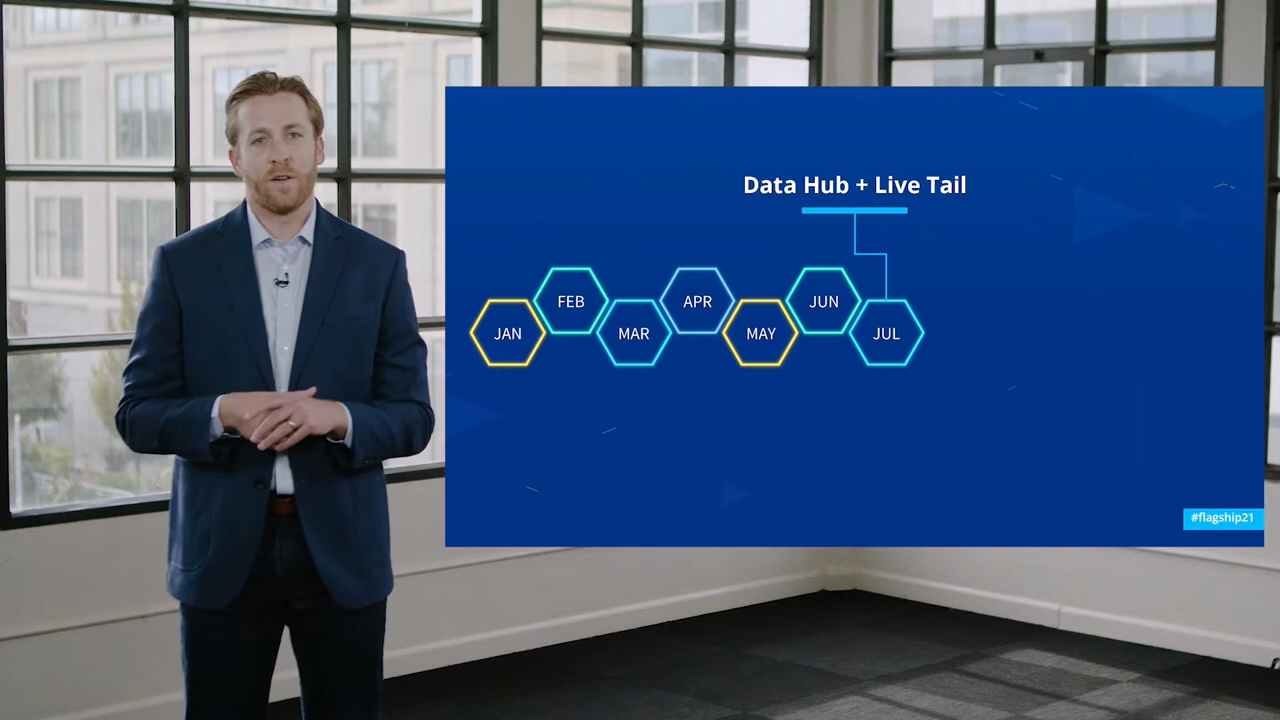 Data Hub + Live Tail
JAN
FEB
MAR
APR
MAY
JUN
JUL
#flagship21